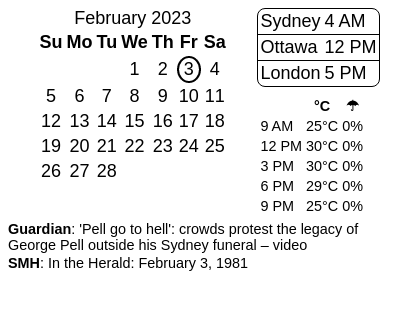 February 2023
Su Mo Tu We Th Fr Sa
1 2 3 4
5 6 7 8 9 10 11
12 13 14 15 16 17 18
19 20 21 22 23 24 25
26 27 28
Sydney 4 AM
Ottawa 12 PM
London 5 PM
°C ☂
9 AM 25°C 0%
12 PM 30°C 0%
3 PM 30°C 0%
6 PM 29°C 0%
9 PM 25°C 0%
Guardian: 'Pell go to hell': crowds protest the legacy of
George Pell outside his Sydney funeral – video
SMH: In the Herald: February 3, 1981